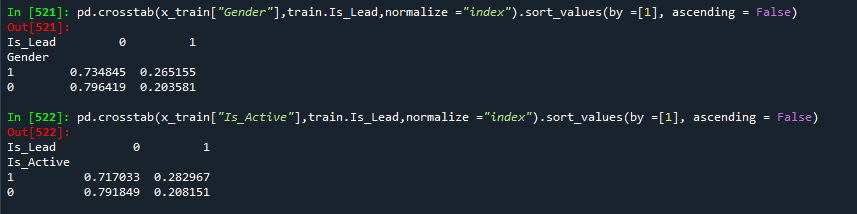 In [521]: pd.crosstab(x_train["Gender"],train.Is_Lead,normalize ="index").sort_values(by =[1], ascending = False)
Out[521]:
Is_Lead         0         1
Gender
1        0.734845  0.265155
0        0.796419  0.203581
In [522]: pd.crosstab(x_train["Is_Active"],train.Is_Lead,normalize ="index").sort_values(by =[1], ascending = False)
Out[522]:
Is_Lead           0         1
Is_Active
1          0.717033  0.282967
0          0.791849  0.208151